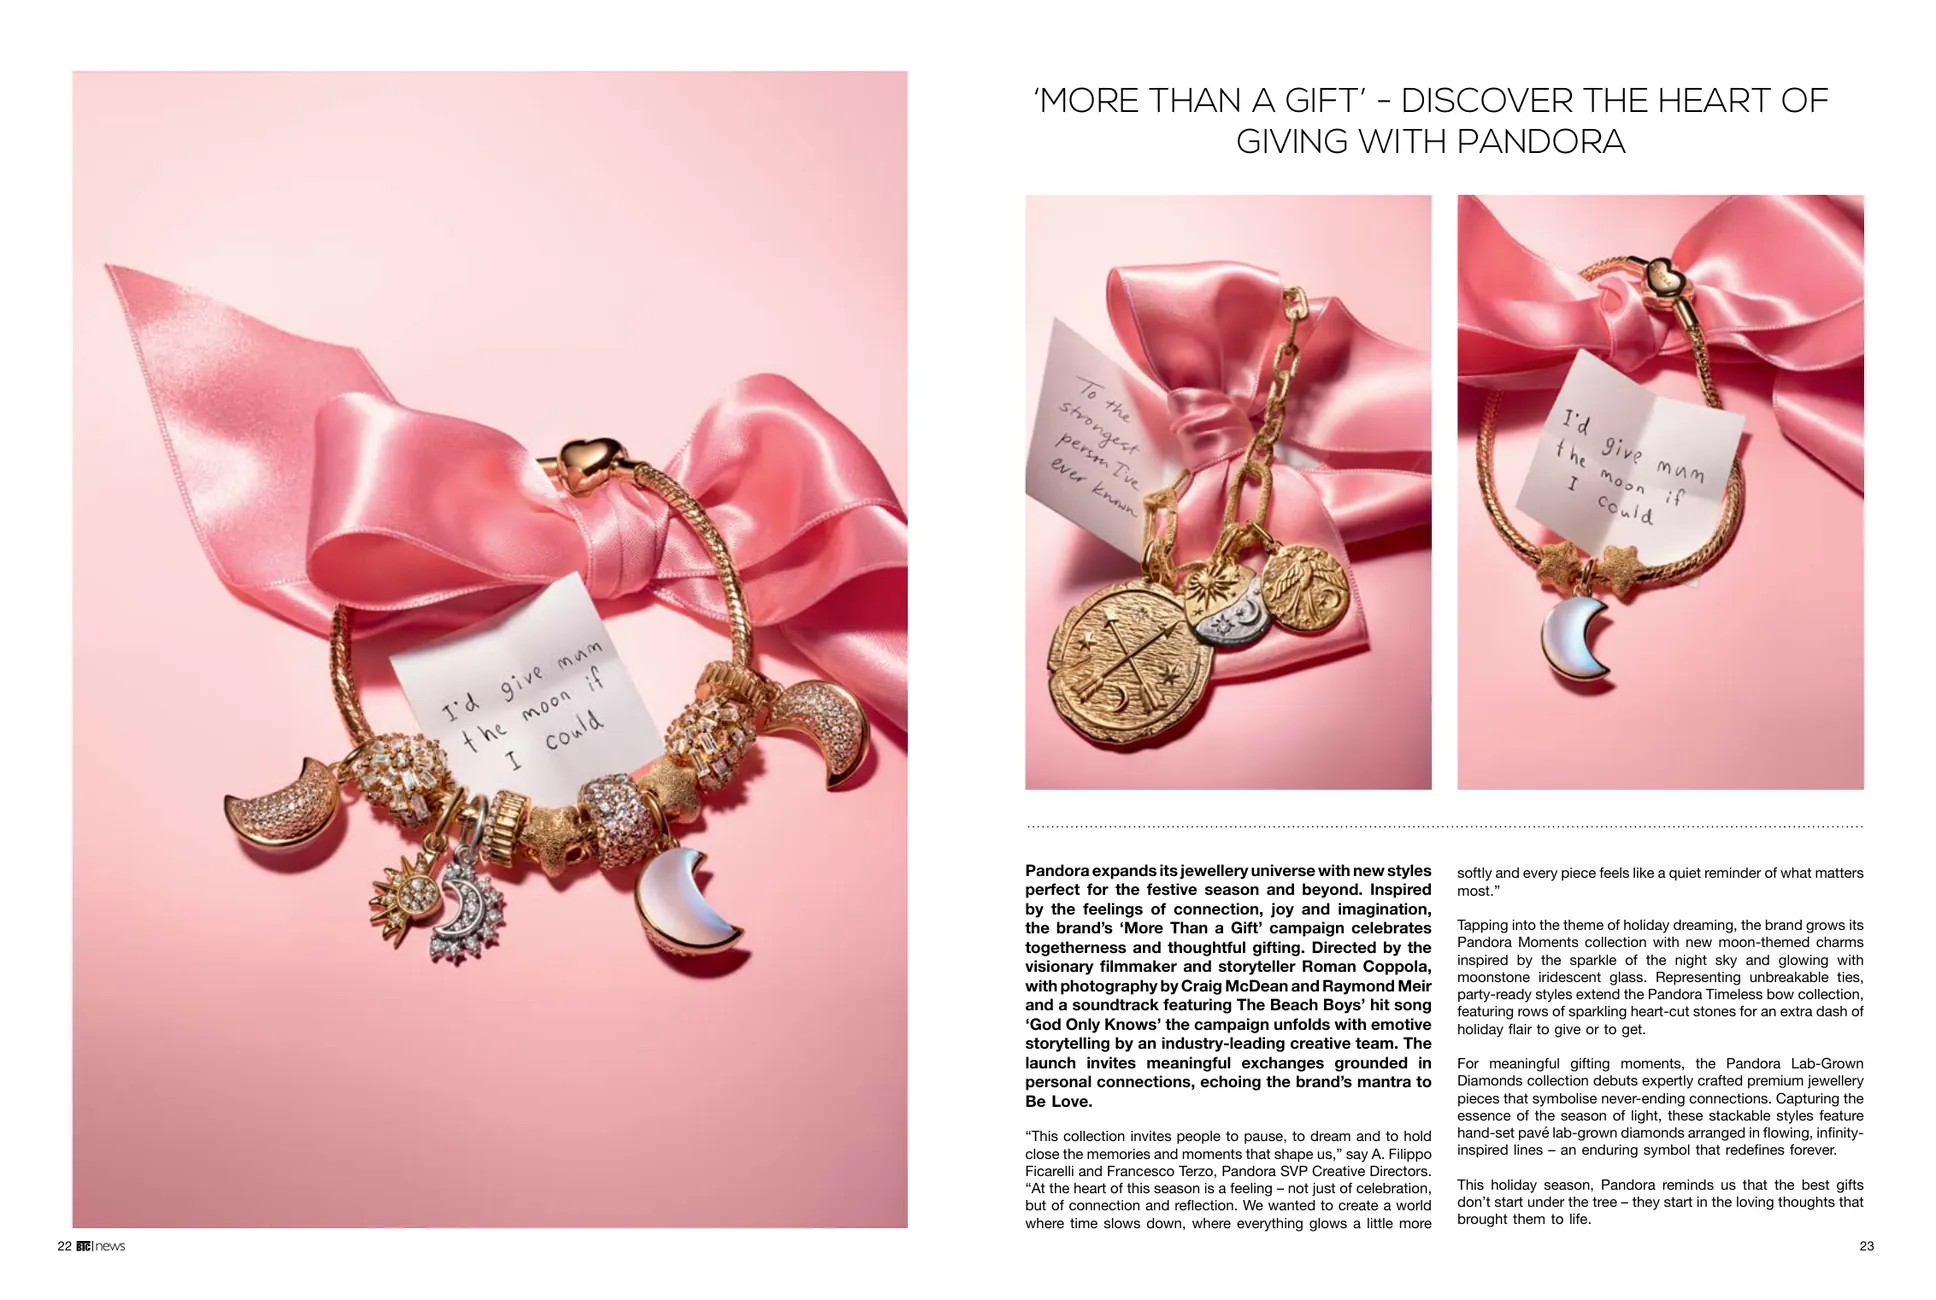 I'd give mum
the moon if
I could
22 BTC|news
‘MORE THAN A GIFT’ – DISCOVER THE HEART OF
GIVING WITH PANDORA
To the
strongest
person I've
ever known
I'd give mum
the moon if
I could
Pandora expands its jewellery universe with new styles
perfect for the festive season and beyond. Inspired
by the feelings of connection, joy and imagination,
the brand’s ‘More Than a Gift’ campaign celebrates
togetherness and thoughtful gifting. Directed by the
visionary filmmaker and storyteller Roman Coppola,
with photography by Craig McDean and Raymond Meir
and a soundtrack featuring The Beach Boys’ hit song
‘God Only Knows’ the campaign unfolds with emotive
storytelling by an industry-leading creative team. The
launch invites meaningful exchanges grounded in
personal connections, echoing the brand’s mantra to
Be Love.
“This collection invites people to pause, to dream and to hold
close the memories and moments that shape us,” say A. Filippo
Ficarelli and Francesco Terzo, Pandora SVP Creative Directors.
“At the heart of this season is a feeling – not just of celebration,
but of connection and reflection. We wanted to create a world
where time slows down, where everything glows a little more
softly and every piece feels like a quiet reminder of what matters
most.”
Tapping into the theme of holiday dreaming, the brand grows its
Pandora Moments collection with new moon-themed charms
inspired by the sparkle of the night sky and glowing with
moonstone iridescent glass. Representing unbreakable ties,
party-ready styles extend the Pandora Timeless bow collection,
featuring rows of sparkling heart-cut stones for an extra dash of
holiday flair to give or to get.
For meaningful gifting moments, the Pandora Lab-Grown
Diamonds collection debuts expertly crafted premium jewellery
pieces that symbolise never-ending connections. Capturing the
essence of the season of light, these stackable styles feature
hand-set pavé lab-grown diamonds arranged in flowing, infinity-
inspired lines – an enduring symbol that redefines forever.
This holiday season, Pandora reminds us that the best gifts
don’t start under the tree – they start in the loving thoughts that
brought them to life.
23